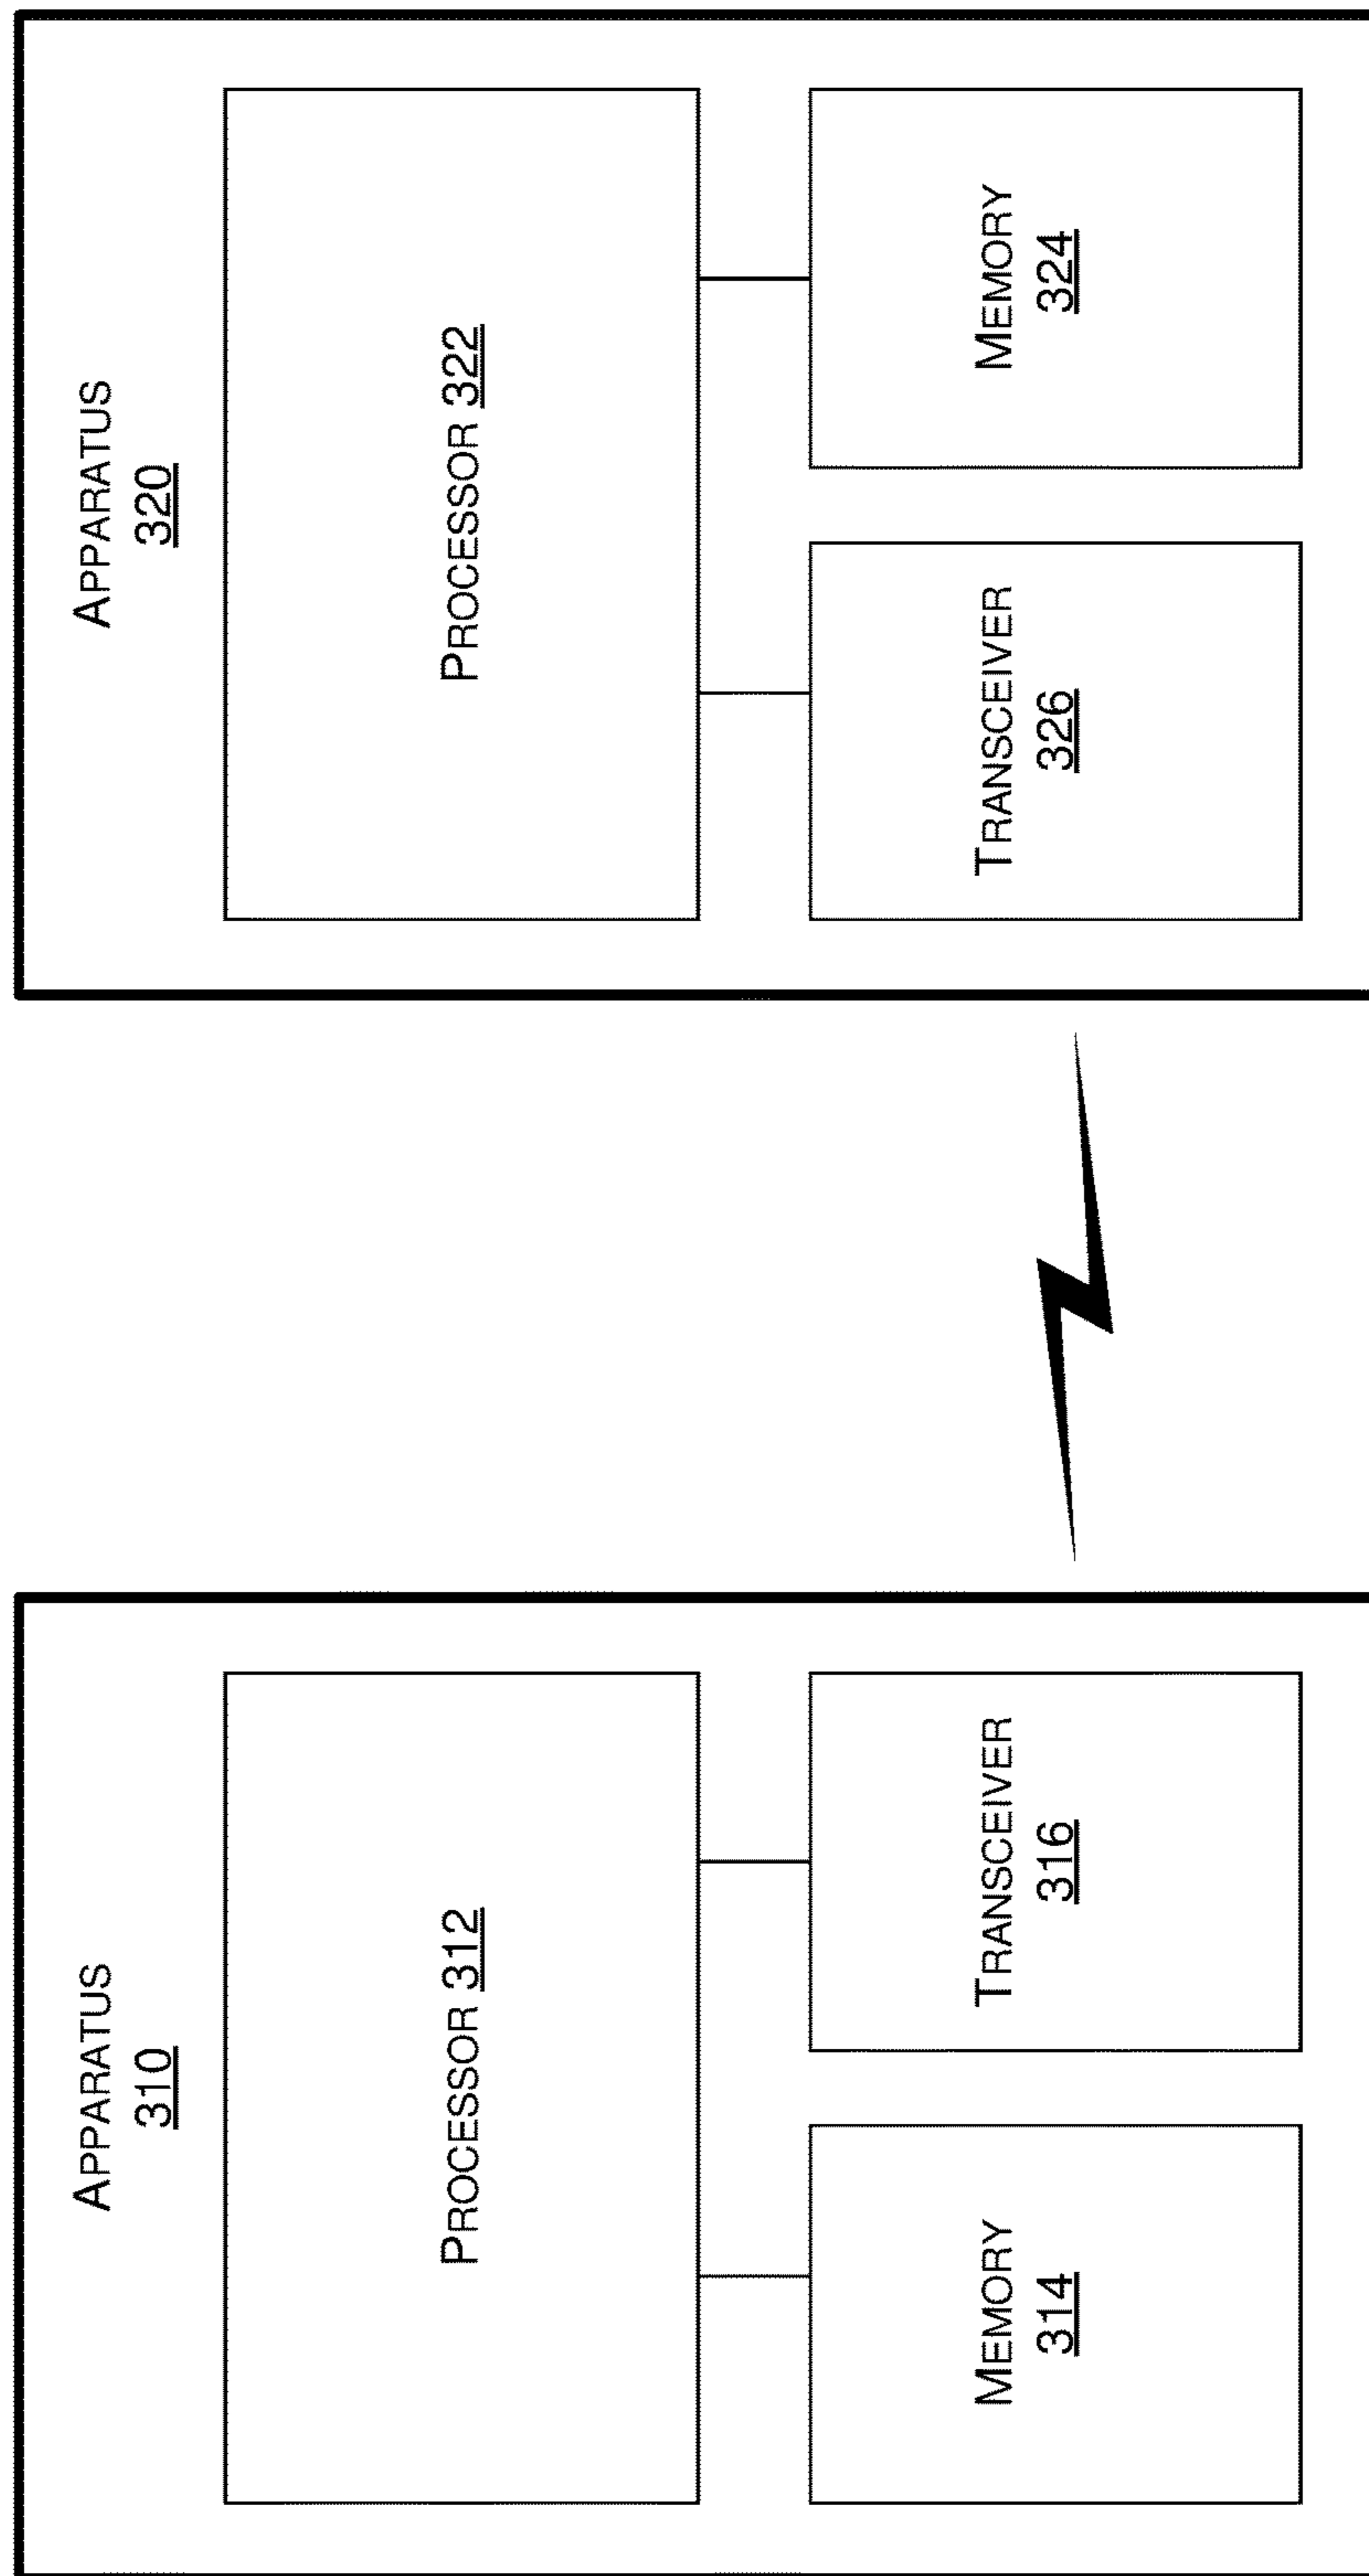 APPARATUS
310
PROCESSOR 312
MEMORY
314
TRANSCEIVER
316
APPARATUS
320
PROCESSOR 322
TRANSCEIVER
326
MEMORY
324